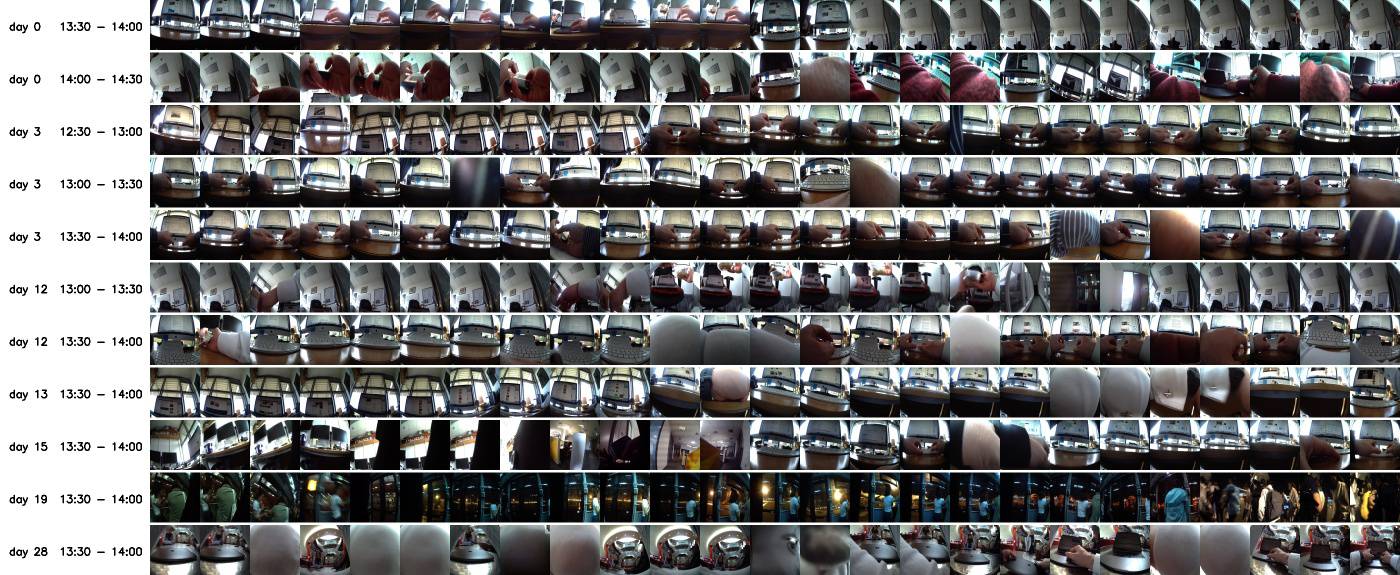 day 0 13:30 – 14:00
day 0 14:00 – 14:30
day 3 12:30 – 13:00
day 3 13:00 – 13:30
day 3 13:30 – 14:00
day 12 13:00 – 13:30
day 12 13:30 – 14:00
day 13 13:30 – 14:00
day 15 13:30 – 14:00
day 19 13:30 – 14:00
day 28 13:30 – 14:00